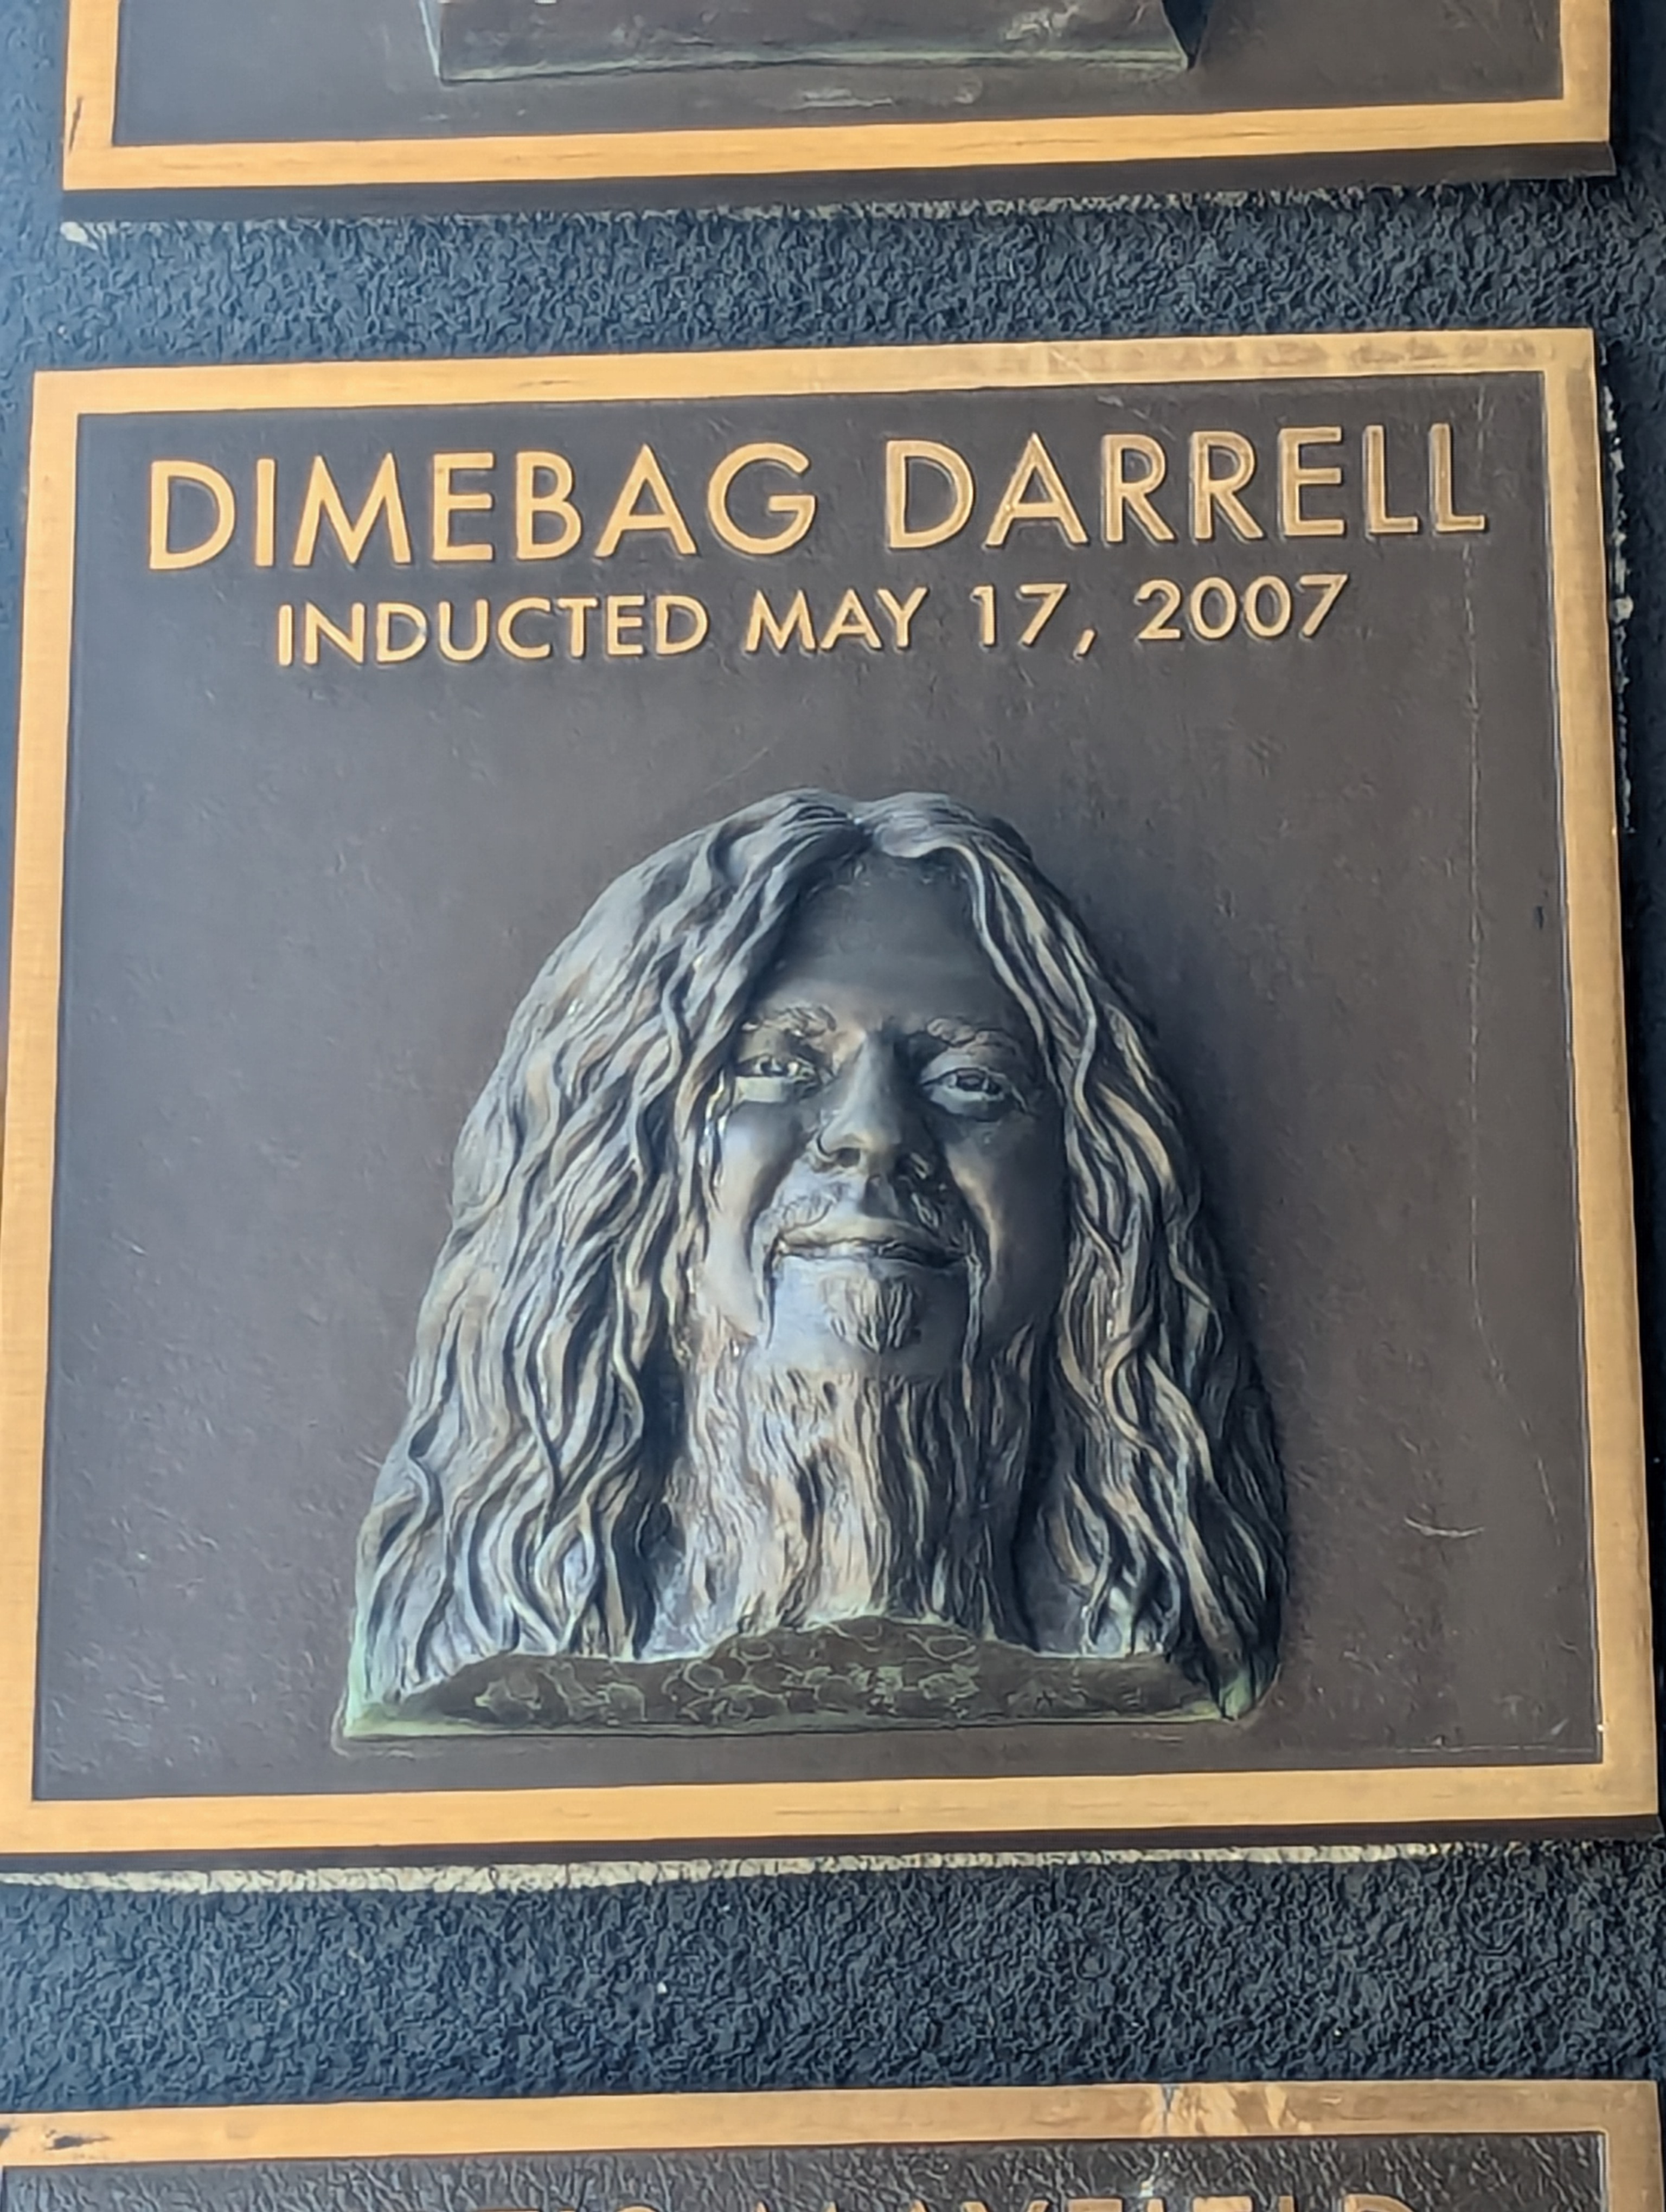 DIMEBAG DARRELL
INDUCTED MAY 17, 2007